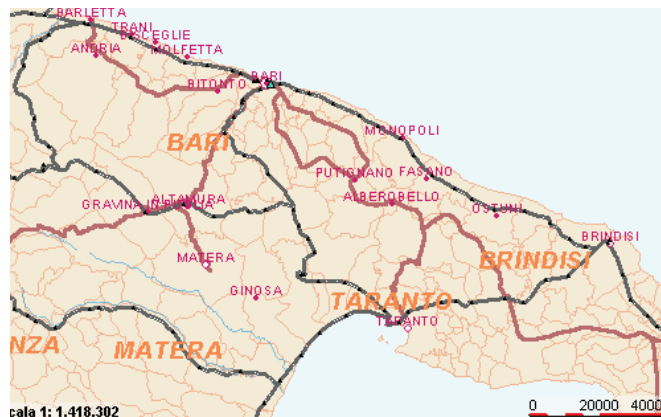 BARLETTA
TRANI
BISCEGLIE
MOLFETTA
ANDRIA
BITONTO
BARI
BARI
MONOPOLI
PUTIGNANO
FASANO
ALBEROBELLO
ALTAMURA
GRAVINA IN PUGLIA
OSTUNI
BRINDISI
MATERA
BRINDISI
GINOSA
TARANTO
TARANTO
NZA
MATERA
cala 1: 1.418.302
0 20000 4000